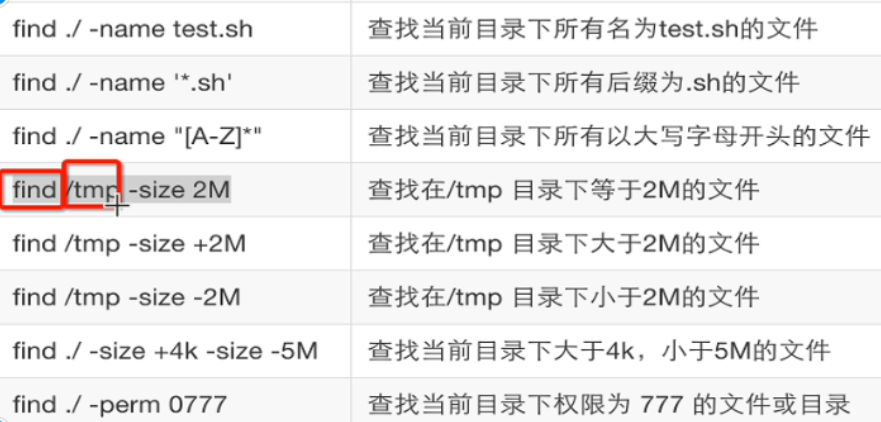 find ./ -name test.sh 查找当前目录下所有名为test.sh的文件
find ./ -name '*.sh' 查找当前目录下所有后缀为.sh的文件
find ./ -name "[A-Z]*" 查找当前目录下所有以大写字母开头的文件
find /tmp -size 2M 查找在/tmp 目录下等于2M的文件
find /tmp -size +2M 查找在/tmp 目录下大于2M的文件
find /tmp -size -2M 查找在/tmp 目录下小于2M的文件
find ./ -size +4k -size -5M 查找当前目录下大于4k，小于5M的文件
find ./ -perm 0777 查找当前目录下权限为 777 的文件或目录